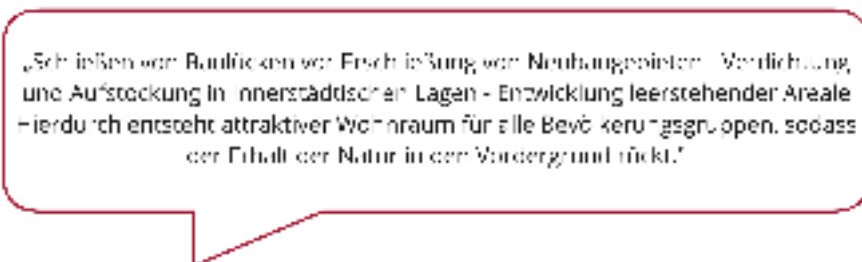 „Schließen von Baulücken vor Erschließung von Neubaugebieten - Verdichtung
und Aufstockung in innerstädtischen Lagen - Entwicklung leerstehender Areale
Hierdurch entsteht attraktiver Wohnraum für alle Bevölkerungsgruppen, sodass
der Erhalt der Natur in den Vordergrund rückt.“